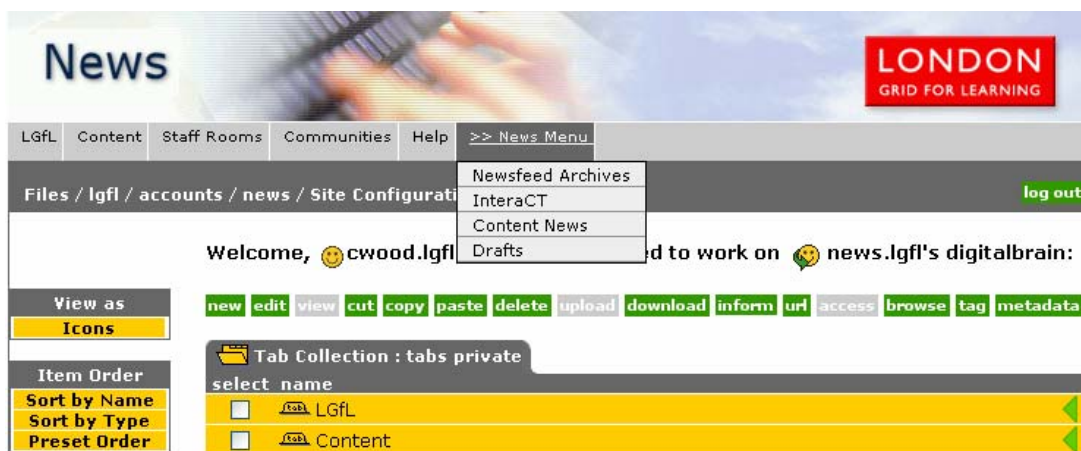 News
LONDON
GRID FOR LEARNING
LGfL Content Staff Rooms Communities Help >> News Menu
Newsfeed Archives
InteraCT
Content News
Drafts
Files / lgfl / accounts / news / Site Configurati
log out
Welcome, cwood.lgfl ed to work on news.lgfl's digitalbrain:
View as
Icons
new edit view cut copy paste delete upload download inform url access browse tag metadata
Tab Collection : tabs private
Item Order
select name
Sort by Name
Sort by Type
Preset Order
tab LGfL
tab Content